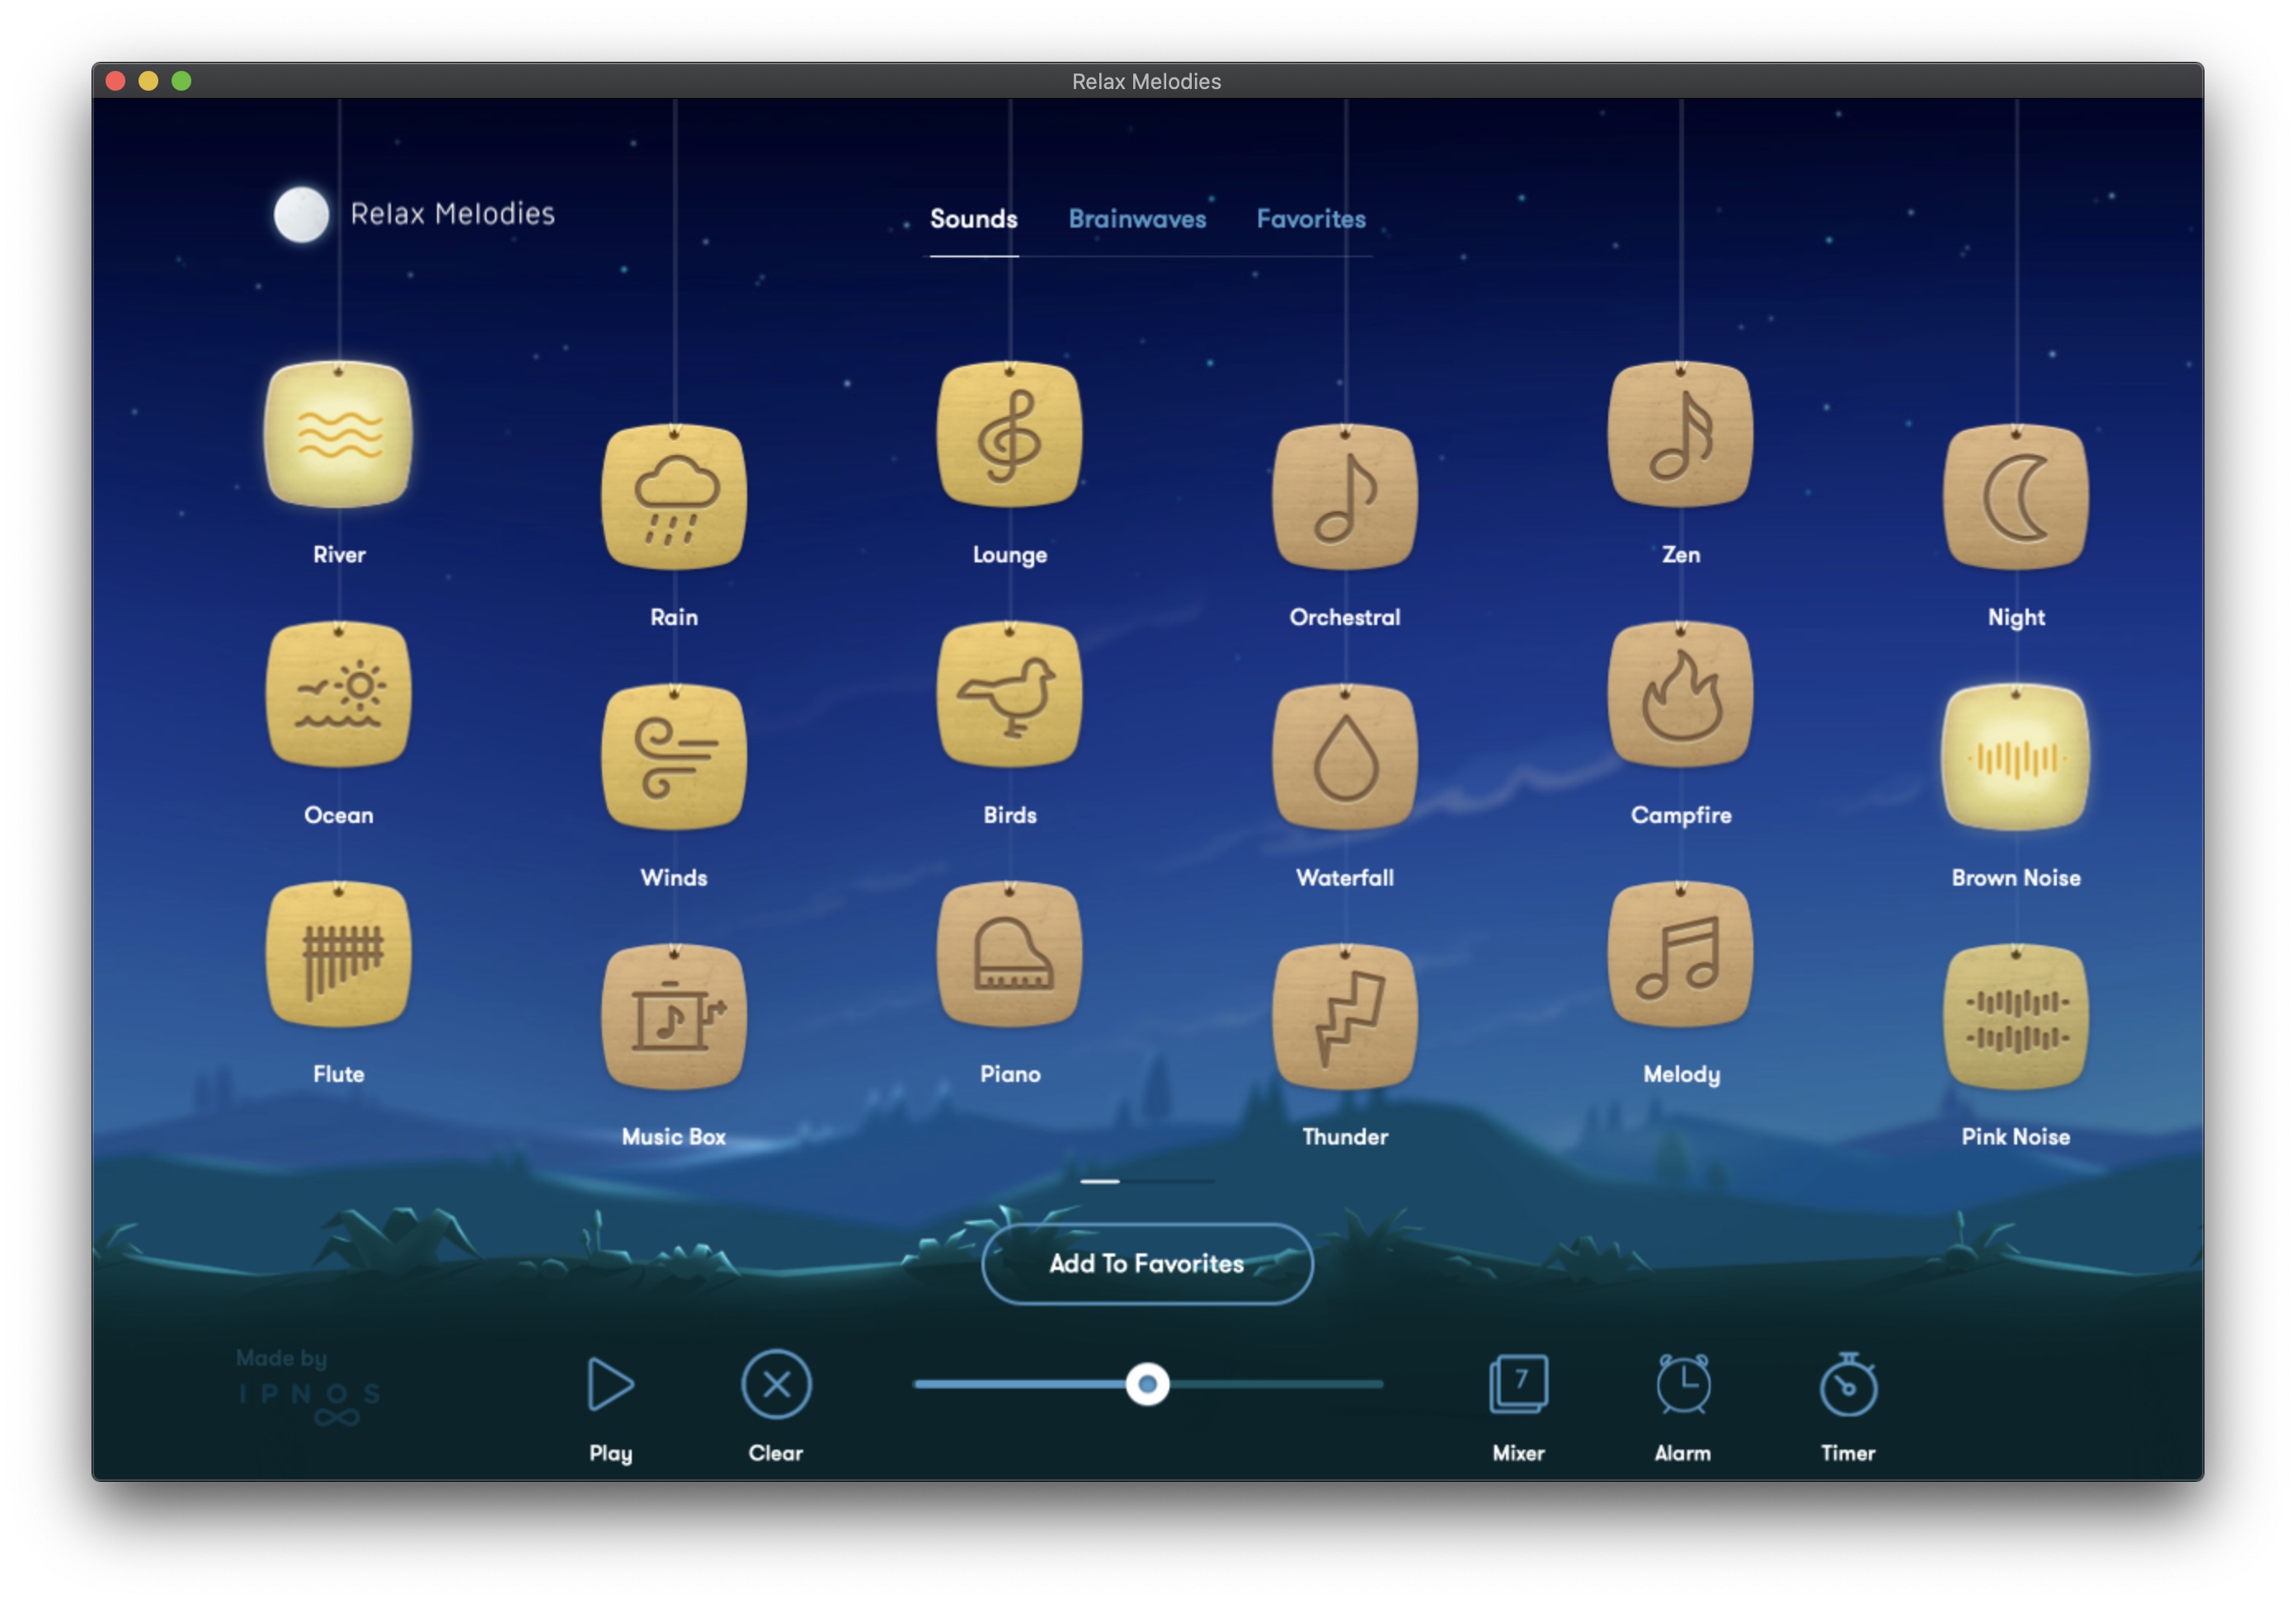 Relax Melodies
Relax Melodies
Sounds Brainwaves Favorites
River
Rain
Lounge
Orchestral
Zen
Night
Ocean
Winds
Birds
Waterfall
Campfire
Brown Noise
Flute
Music Box
Piano
Thunder
Melody
Pink Noise
Add To Favorites
Made by
IPNOS
Play
Clear
7
Mixer
Alarm
Timer